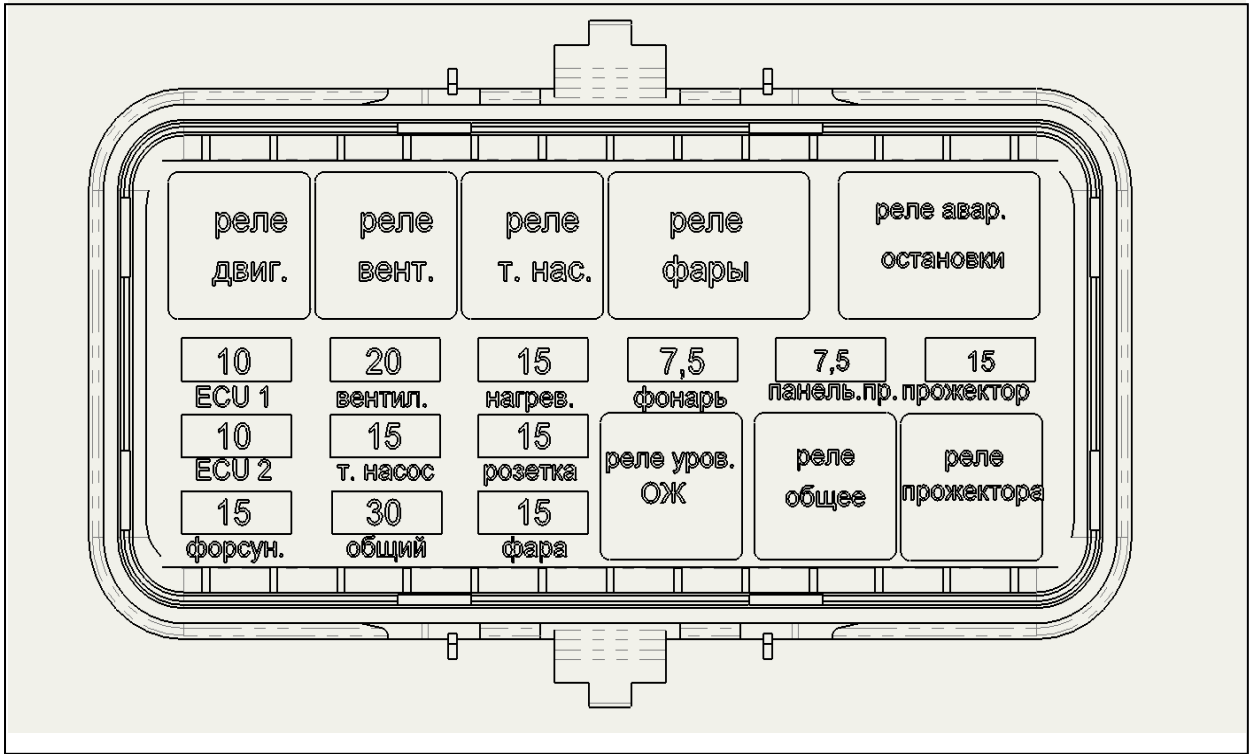 реле
двиг.
реле
вент.
реле
т. нас.
реле
фары
реле авар.
остановки
10
ECU 1
20
вентил.
15
нагрев.
7,5
фонарь
7,5
панель.пр.
15
прожектор
10
ECU 2
15
т. насос
15
розетка
реле уров.
ОЖ
реле
общее
реле
прожектора
15
форсун.
30
общий
15
фара